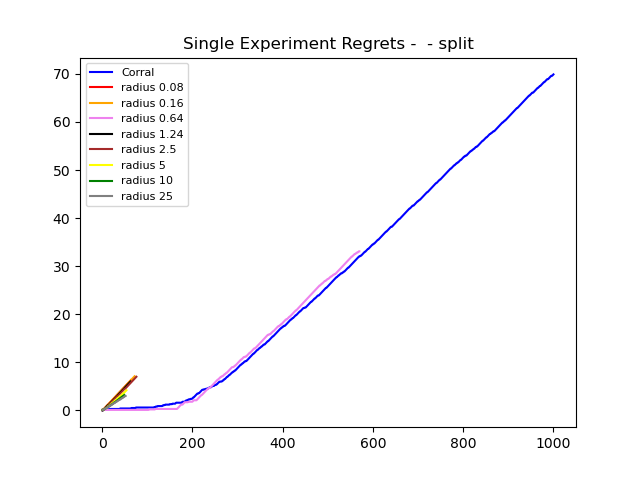 Single Experiment Regrets -  - split
70
60
50
40
30
20
10
0
Corral
radius 0.08
radius 0.16
radius 0.64
radius 1.24
radius 2.5
radius 5
radius 10
radius 25
0 200 400 600 800 1000